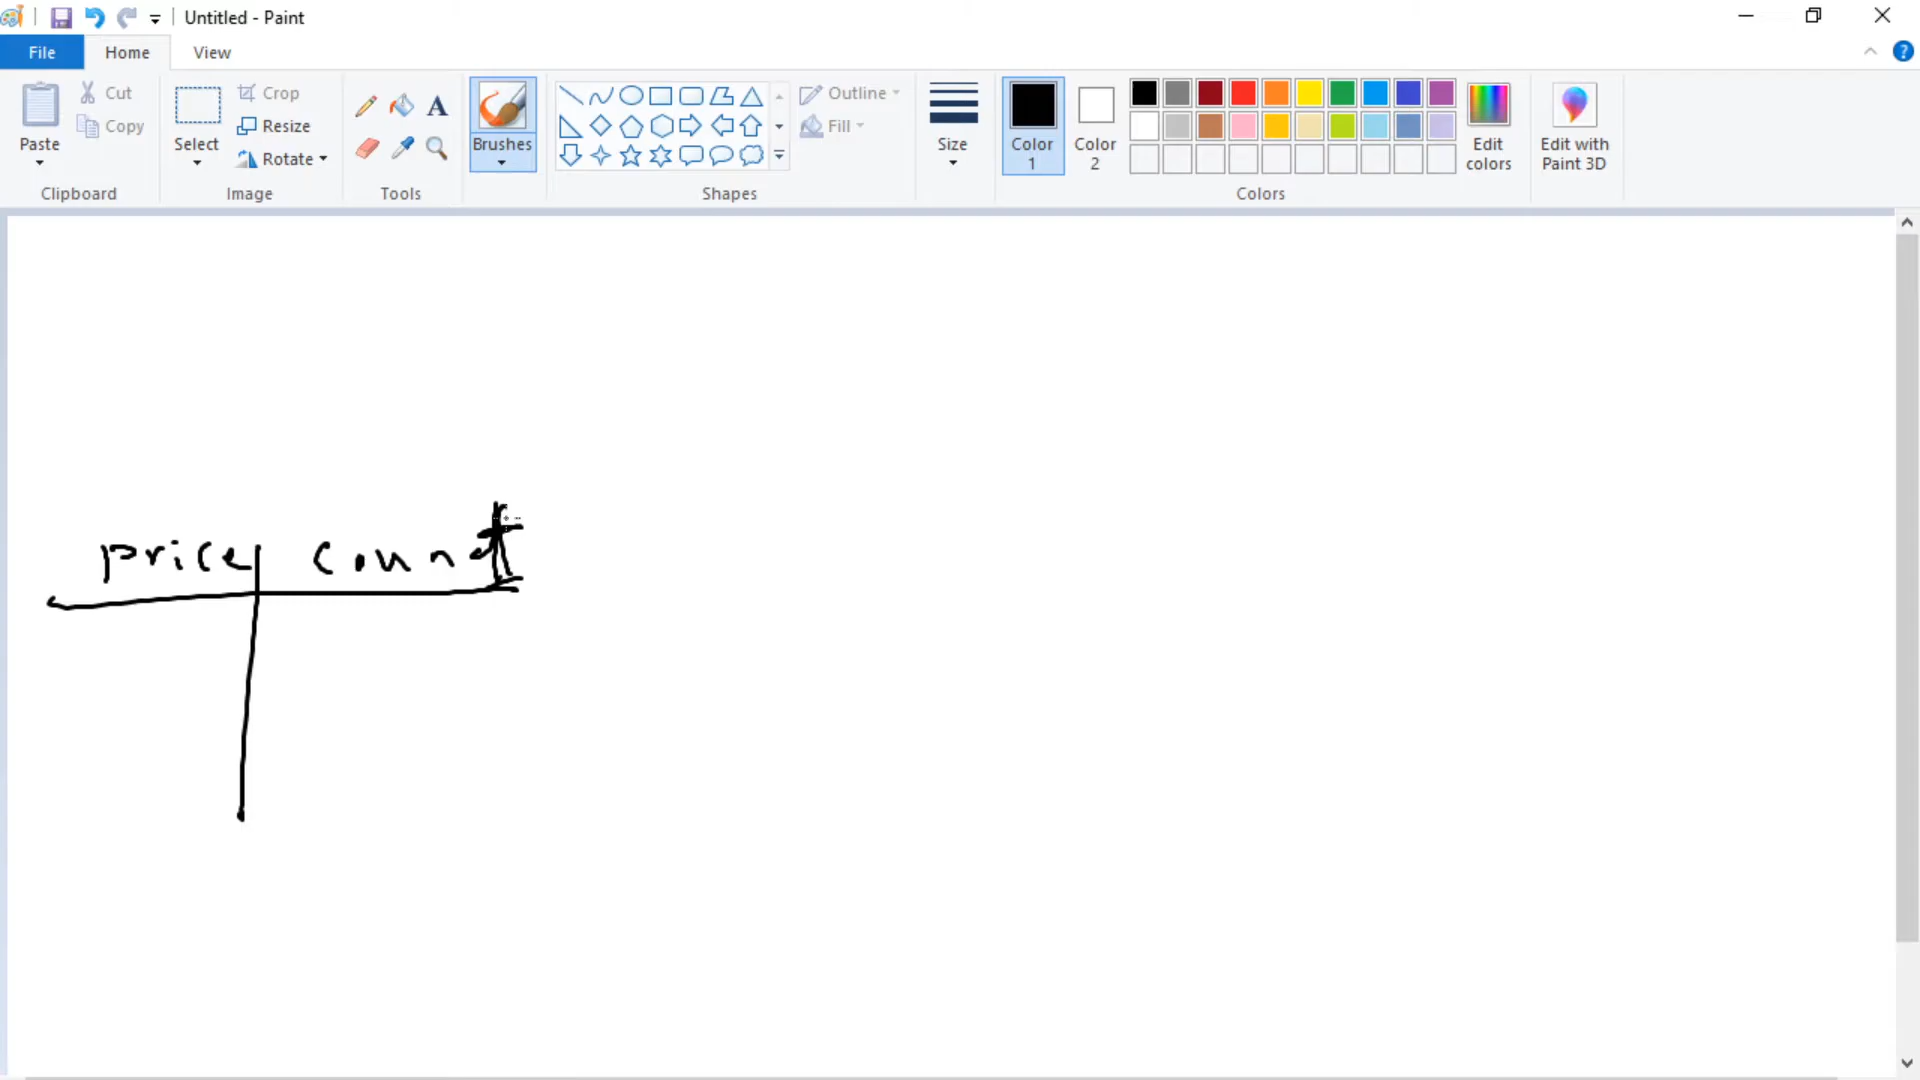 Untitled - Paint
File Home View
Paste Cut Copy Select Crop Resize Rotate A Brushes Outline Fill Size Color 1 Color 2 Edit colors Edit with Paint 3D
Clipboard Image Tools Shapes Colors
price count